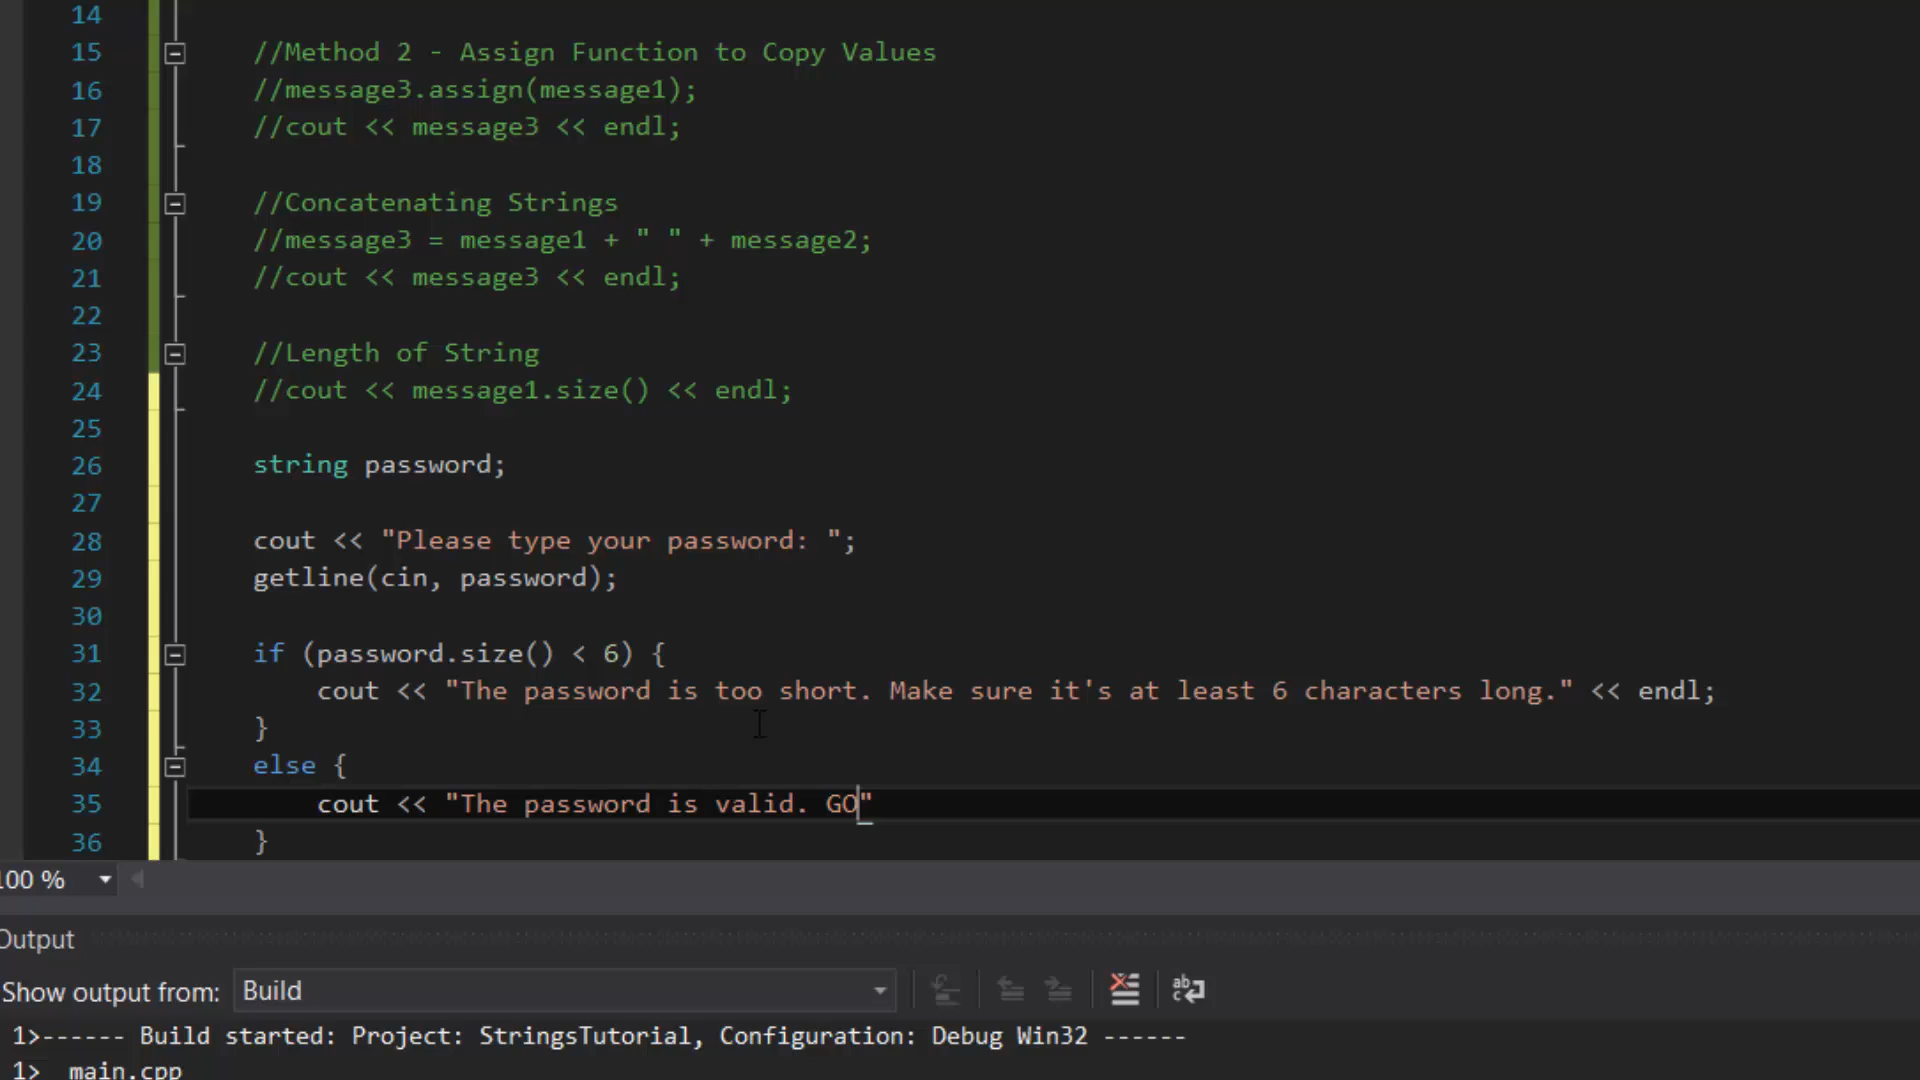 14
15 //Method 2 - Assign Function to Copy Values
16 //message3.assign(message1);
17 //cout << message3 << endl;
18
19 //Concatenating Strings
20 //message3 = message1 + " " + message2;
21 //cout << message3 << endl;
22
23 //Length of String
24 //cout << message1.size() << endl;
25
26 string password;
27
28 cout << "Please type your password: ";
29 getline(cin, password);
30
31 if (password.size() < 6) {
32 cout << "The password is too short. Make sure it's at least 6 characters long." << endl;
33 }
34 else {
35 cout << "The password is valid. GO"
36 }
100 %
Output
Show output from: Build
1>------ Build started: Project: StringsTutorial, Configuration: Debug Win32 ------
1> main.cpp